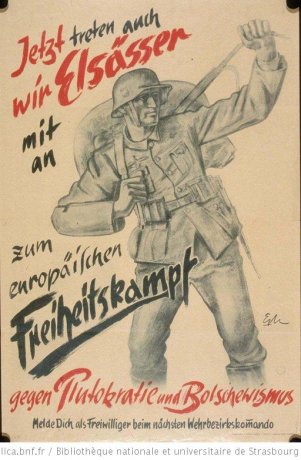 Jetzt treten auch
wir Elsässer
mit
an
zum
europäischen
Freiheitskampf
gegen Plutokratie und Bolschewismus
Melde Dich als Freiwilliger beim nächsten Wehrbezirkskomando
lica.bnf.fr / Bibliothèque nationale et universitaire de Strasbourg